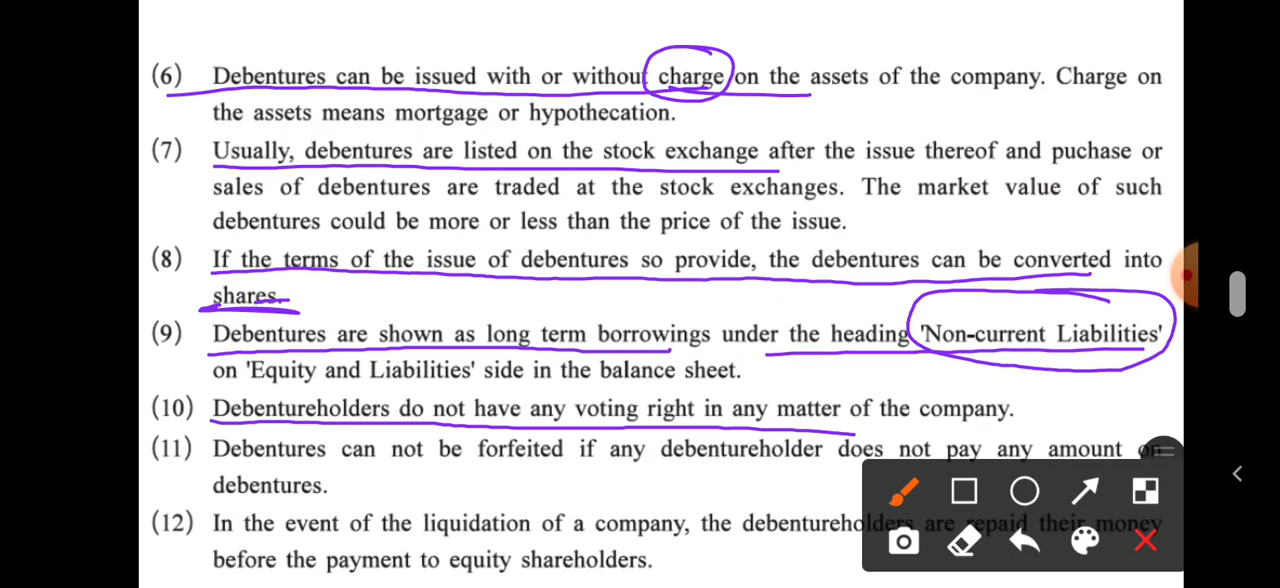 (6) Debentures can be issued with or without charge on the assets of the company. Charge on
the assets means mortgage or hypothecation.
(7) Usually, debentures are listed on the stock exchange after the issue thereof and puchase or
sales of debentures are traded at the stock exchanges. The market value of such
debentures could be more or less than the price of the issue.
(8) If the terms of the issue of debentures so provide, the debentures can be converted into
shares.
(9) Debentures are shown as long term borrowings under the heading 'Non-current Liabilities'
on 'Equity and Liabilities' side in the balance sheet.
(10) Debentureholders do not have any voting right in any matter of the company.
(11) Debentures can not be forfeited if any debentureholder does not pay any amount on
debentures.
(12) In the event of the liquidation of a company, the debentureholders are repaid their money
before the payment to equity shareholders.